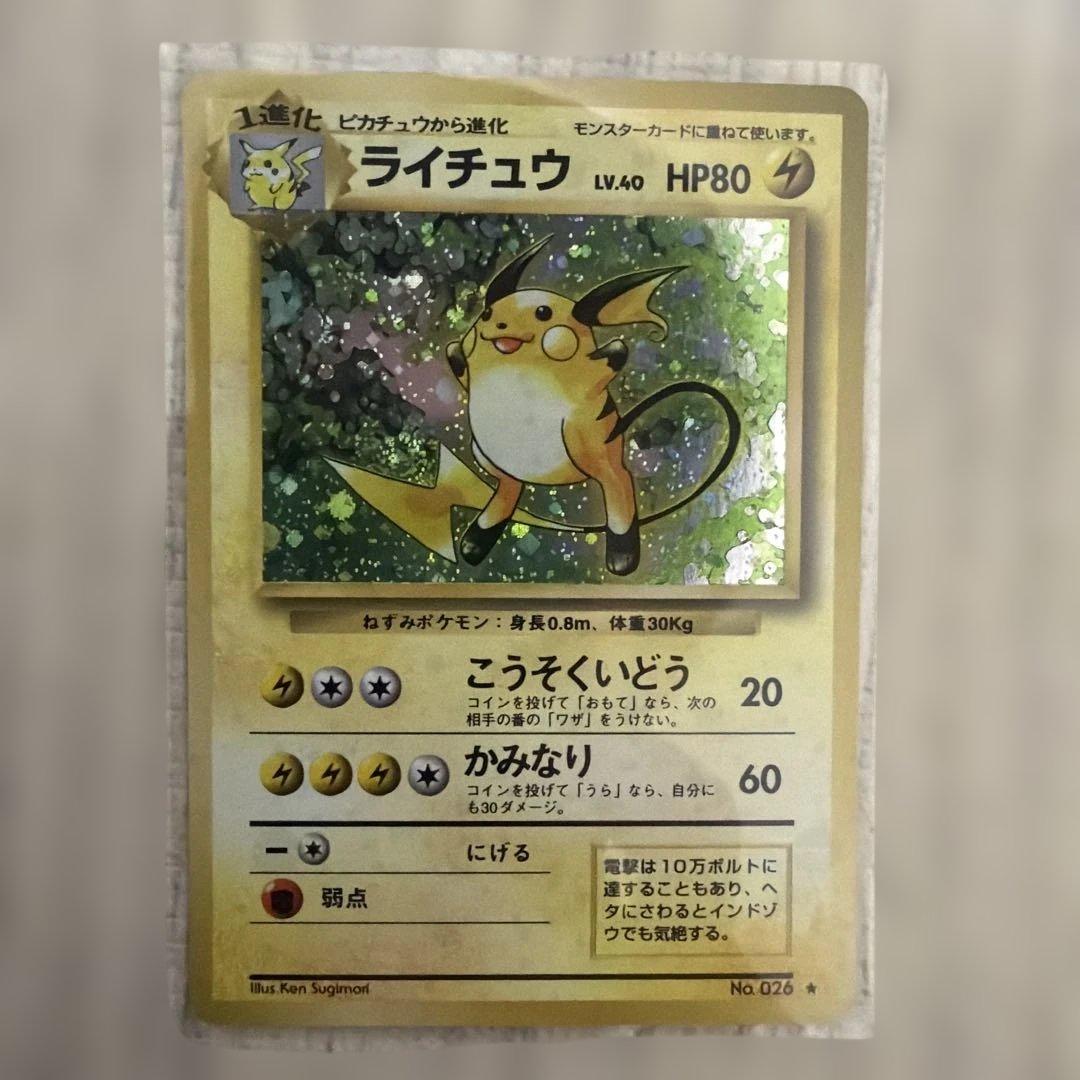 1進化
ピカチュウから進化
モンスターカードに重ねて使います。
ライチュウ LV.40 HP80
ねずみポケモン：身長0.8m、体重30Kg
こうそくいどう 20
コインを投げて「おもて」なら、次の
相手の番の「ワザ」をうけない。
かみなり 60
コインを投げて「うら」なら、自分に
も30ダメージ。
にげる
弱点
電撃は10万ボルトに
達することもあり、ヘ
タにさわるとインドゾ
ウでも気絶する。
Illus. Ken Sugimori
No. 026 ★